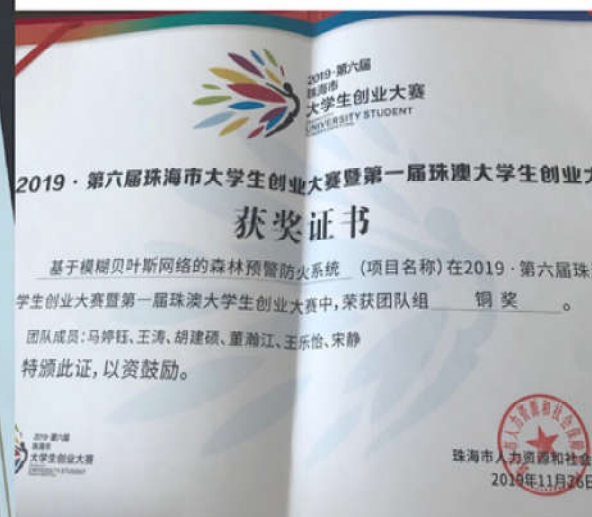 2019·第六届
珠海市
大学生创业大赛
UNIVERSITY STUDENT
2019·第六届珠海市大学生创业大赛暨第一届珠澳大学生创业大
获奖证书
基于模糊贝叶斯网络的森林预警防火系统 (项目名称)在2019·第六届珠
学生创业大赛暨第一届珠澳大学生创业大赛中,荣获团队组 铜奖 。
团队成员:马婷钰、王涛、胡建硕、董瀚江、王乐怡、宋静
特颁此证,以资鼓励。
2019·第六届
珠海市
大学生创业大赛
UNIVERSITY STUDENT
珠海市人力资源和社会
2019年11月26日